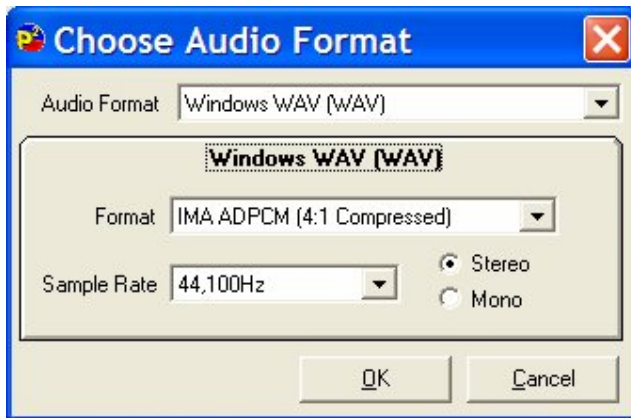 Choose Audio Format
Audio Format Windows WAV (WAV)
Windows WAV (WAV)
Format IMA ADPCM (4:1 Compressed)
Stereo
Sample Rate 44,100Hz
Mono
OK Cancel